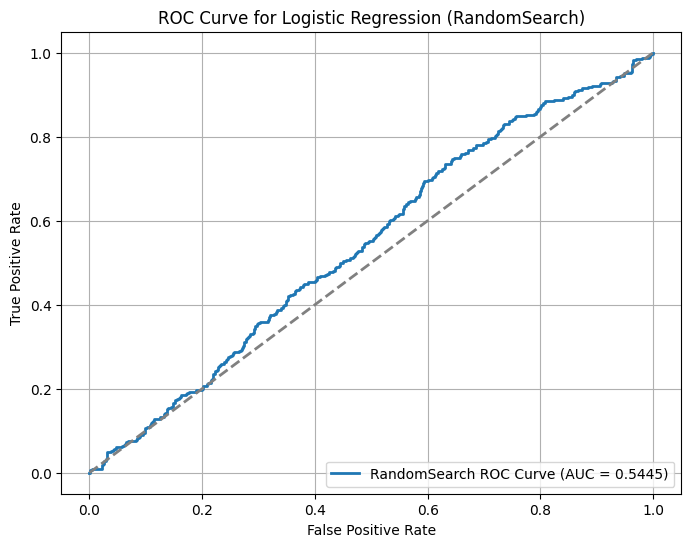 ROC Curve for Logistic Regression (RandomSearch)
True Positive Rate
1.0
0.8
0.6
0.4
0.2
0.0
RandomSearch ROC Curve (AUC = 0.5445)
0.0 0.2 0.4 0.6 0.8 1.0
False Positive Rate